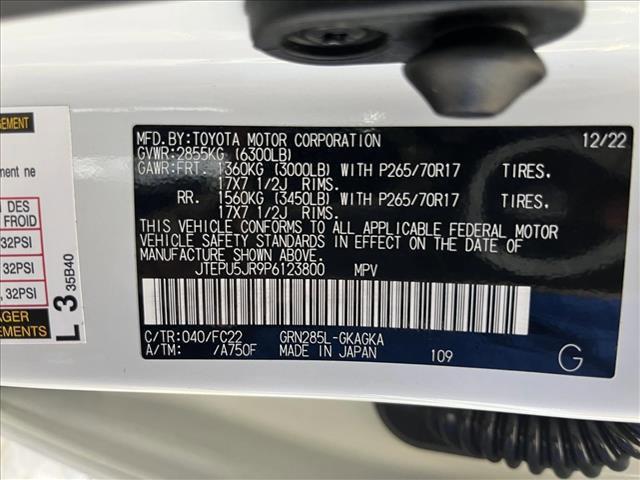 MFD.BY:TOYOTA MOTOR CORPORATION 12/22
GVWR:2855KG (6300LB)
GAWR:FRT. 1360KG (3000LB) WITH P265/70R17 TIRES,
17X7 1/2J RIMS.
RR. 1560KG (3450LB) WITH P265/70R17 TIRES,
17X7 1/2J RIMS.
THIS VEHICLE CONFORMS TO ALL APPLICABLE FEDERAL MOTOR
VEHICLE SAFETY STANDARDS IN EFFECT ON THE DATE OF
MANUFACTURE SHOWN ABOVE.
JTEPU5JR9P6123800 MPV
C/TR:040/FC22 GRN285L-GKAGKA
A/TM: /A750F MADE IN JAPAN 109 G
GEMENT
ement ne
DES
FROID
32PSI
32PSI
, 32PSI
AGER
EMENTS
L 3 35B40